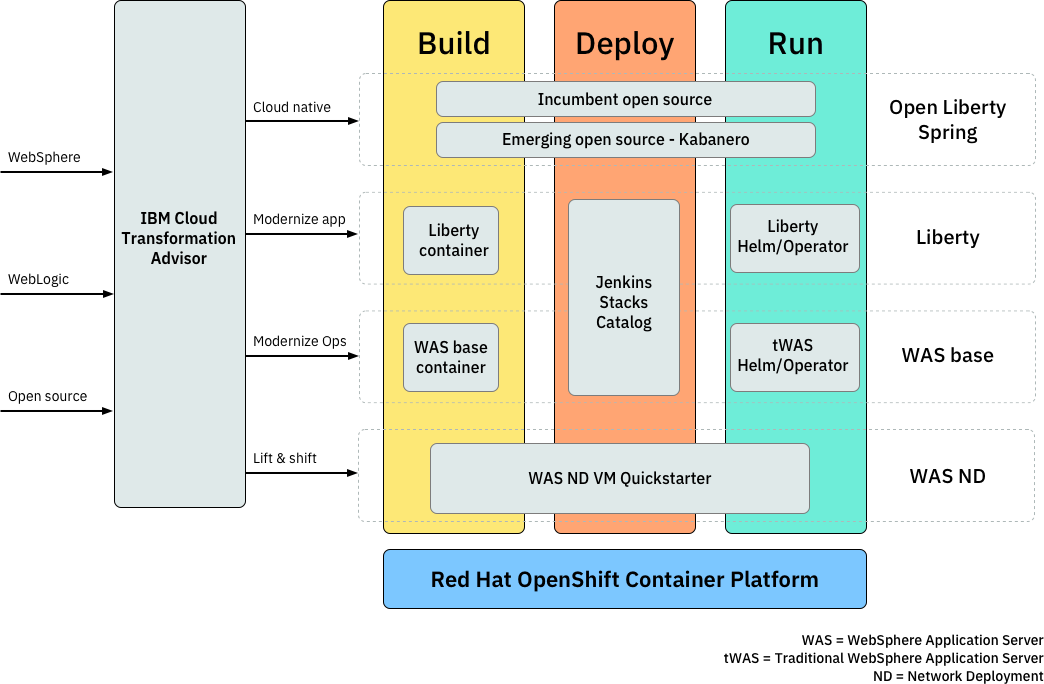 Build
Deploy
Run
WebSphere
WebLogic
Open source
IBM Cloud
Transformation
Advisor
Cloud native
Incumbent open source
Emerging open source - Kabanero
Open Liberty
Spring
Modernize app
Liberty
container
Jenkins
Stacks
Catalog
Liberty
Helm/Operator
Liberty
Modernize Ops
WAS base
container
tWAS
Helm/Operator
WAS base
Lift & shift
WAS ND VM Quickstarter
WAS ND
Red Hat OpenShift Container Platform
WAS = WebSphere Application Server
tWAS = Traditional WebSphere Application Server
ND = Network Deployment